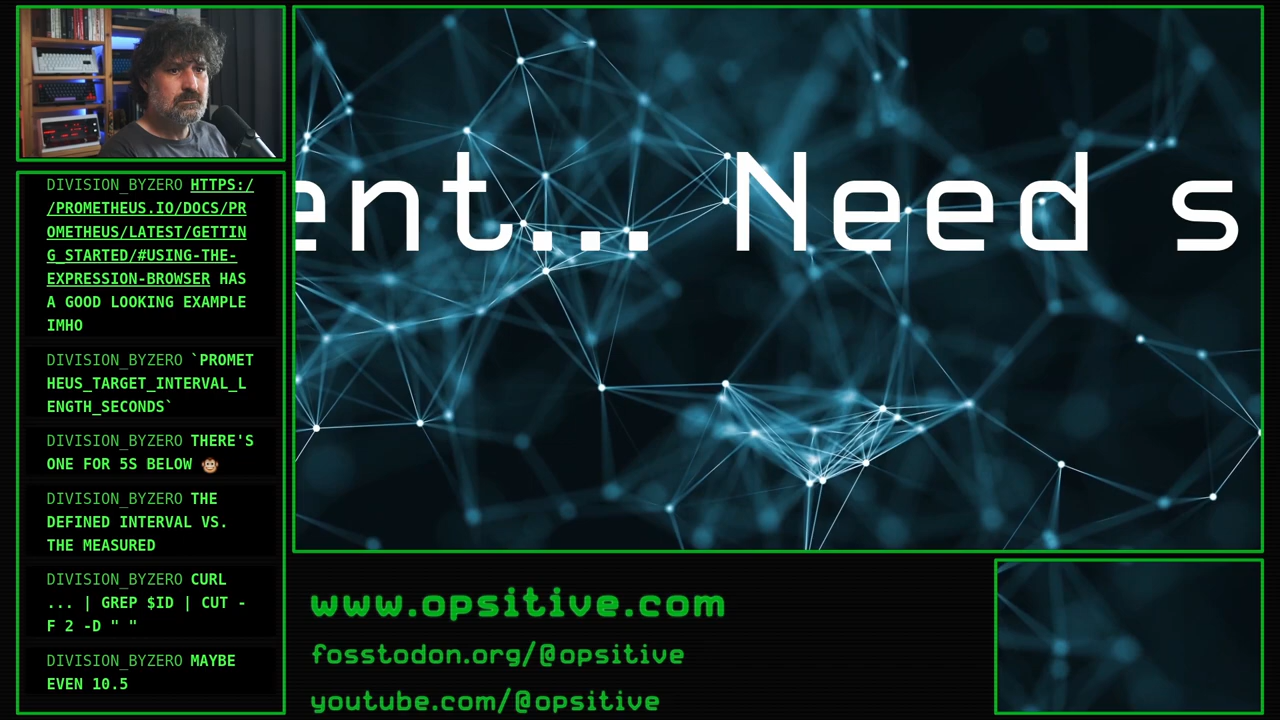 DIVISION_BYZERO HTTPS:/
/PROMETHEUS.IO/DOCS/PR
OMETHEUS/LATEST/GETTIN
G_STARTED/#USING-THE-
EXPRESSION-BROWSER HAS
A GOOD LOOKING EXAMPLE
IMHO
DIVISION_BYZERO `PROMET
HEUS_TARGET_INTERVAL_L
ENGTH_SECONDS`
DIVISION_BYZERO THERE'S
ONE FOR 5S BELOW 🐵
DIVISION_BYZERO THE
DEFINED INTERVAL VS.
THE MEASURED
DIVISION_BYZERO CURL
... | GREP $ID | CUT -
F 2 -D " "
DIVISION_BYZERO MAYBE
EVEN 10.5
ent... Need s
www.opsitive.com
fosstodon.org/@opsitive
youtube.com/@opsitive